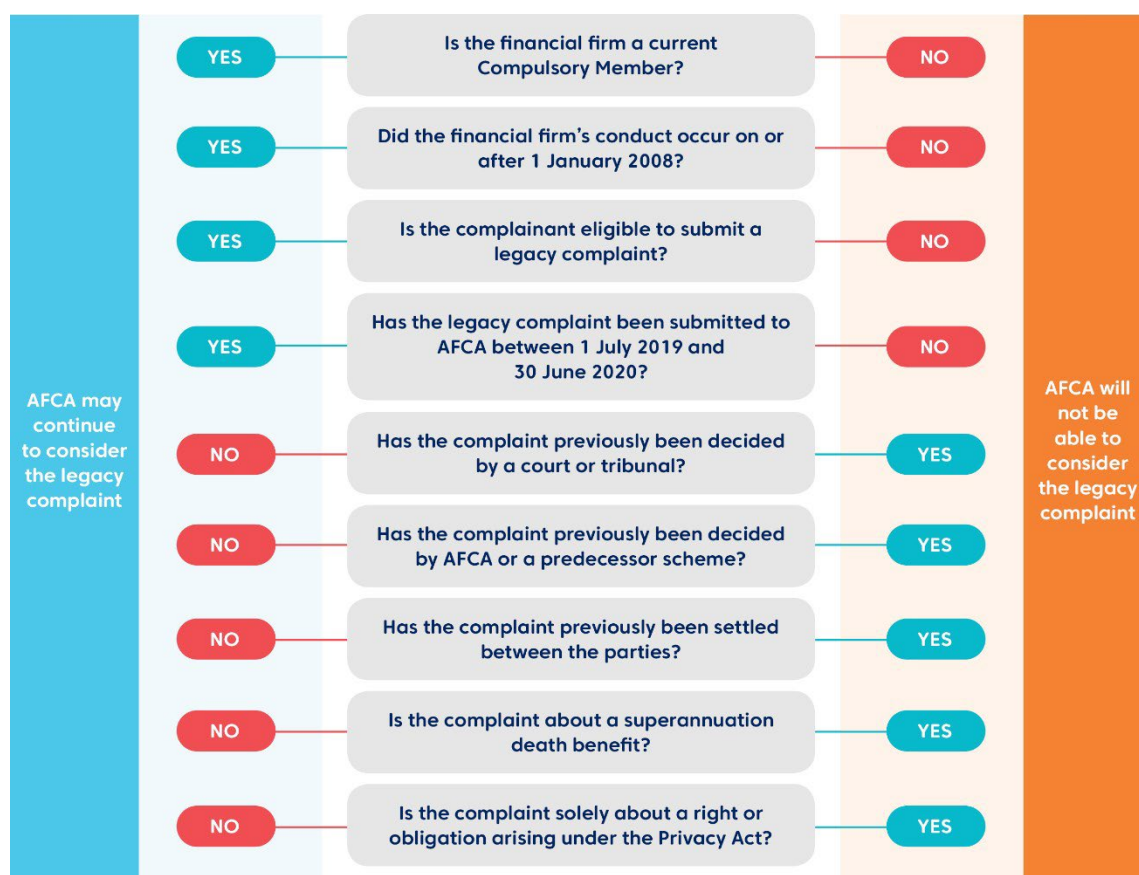 YES
Is the financial firm a current
Compulsory Member?
NO
YES
Did the financial firm's conduct occur on or
after 1 January 2008?
NO
YES
Is the complainant eligible to submit a
legacy complaint?
NO
YES
Has the legacy complaint been submitted to
AFCA between 1 July 2019 and
30 June 2020?
NO
AFCA may
continue
to consider
the legacy
complaint
NO
Has the complaint previously been decided
by a court or tribunal?
YES
AFCA will
not be
able to
consider
the legacy
complaint
NO
Has the complaint previously been decided
by AFCA or a predecessor scheme?
YES
NO
Has the complaint previously been settled
between the parties?
YES
NO
Is the complaint about a superannuation
death benefit?
YES
NO
Is the complaint solely about a right or
obligation arising under the Privacy Act?
YES